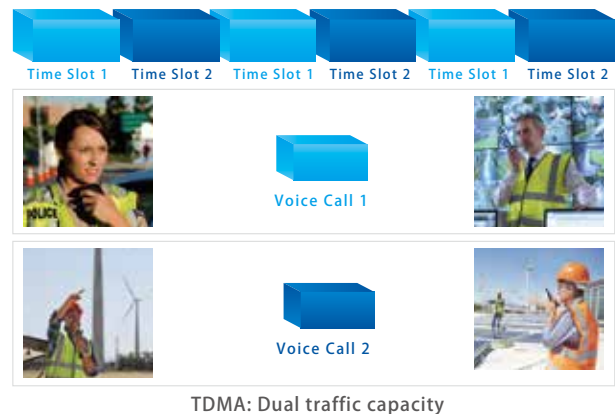 Time Slot 1 Time Slot 2 Time Slot 1 Time Slot 2 Time Slot 1 Time Slot 2
POLICE
Voice Call 1
Voice Call 2
TDMA: Dual traffic capacity